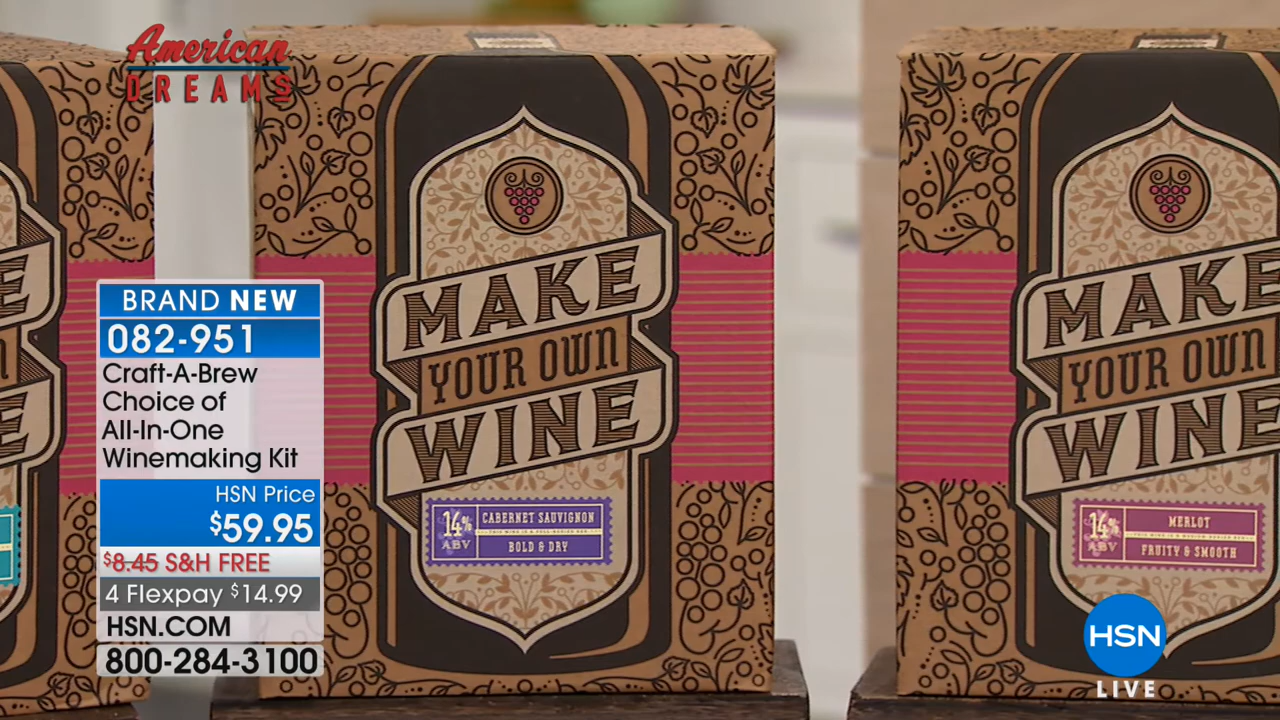 American
DREAMS
BRAND NEW
082-951
Craft-A-Brew
Choice of
All-In-One
Winemaking Kit
HSN Price
$59.95
$8.45 S&H FREE
4 Flexpay $14.99
HSN.COM
800-284-3100
E
N
E
MAKE
YOUR OWN
WINE
14%
ABV
CABERNET SAUVIGNON
BOLD & DRY
MAKE
YOUR OWN
WINE
14%
ABV
MERLOT
FRUITY & SMOOTH
HSN
LIVE